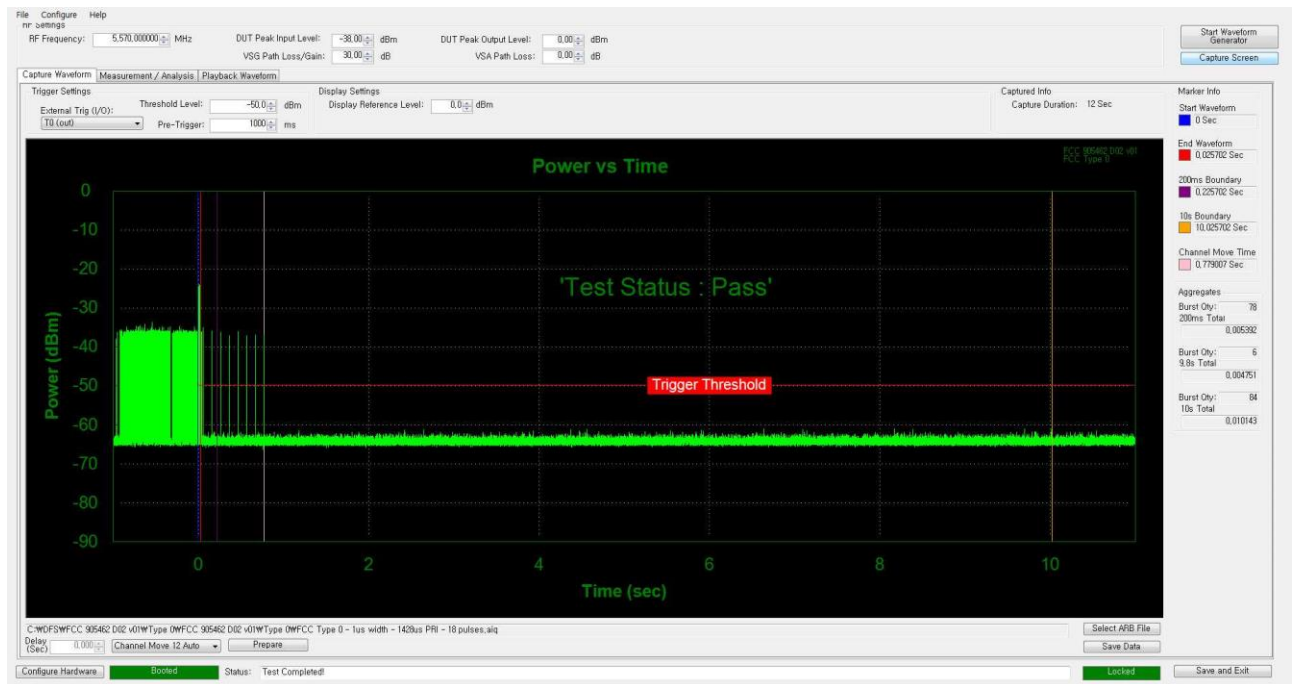 File Configure Help
RF Settings
RF Frequency: 5,570,000000 MHz DUT Peak Input Level: -38,00 dBm DUT Peak Output Level: 0,00 dBm
VSG Path Loss/Gain: 30,00 dB VSA Path Loss: 0,00 dB
Start Waveform Generator
Capture Screen
Capture Waveform Measurement / Analysis Playback Waveform
Trigger Settings
External Trig (I/O): Threshold Level: -50,0 dBm
T0 (out) Pre-Trigger: 1000 ms
Display Settings
Display Reference Level: 0,0 dBm
Captured Info
Capture Duration: 12 Sec
Marker Info
Start Waveform
0 Sec
End Waveform
0,025702 Sec
200ms Boundary
0,225702 Sec
10s Boundary
10,025702 Sec
Channel Move Time
0,779007 Sec
Aggregates
Burst Qty: 78
200ms Total
0,005392
Burst Qty: 6
9,8s Total
0,004751
Burst Qty: 84
10s Total
0,010143
Power vs Time
FCC 905462 D02 v01
FCC Type 0
'Test Status : Pass'
Trigger Threshold
Power (dBm)
0
-10
-20
-30
-40
-50
-60
-70
-80
-90
0 2 4 6 8 10
Time (sec)
C:₩DFS₩FCC 905462 D02 v01₩Type 0₩FCC 905462 D02 v01₩Type 0₩FCC Type 0 - 1us width - 1428us PRI - 18 pulses,aiq
Select ARB File
Delay (Sec) 0,000 Channel Move 12 Auto Prepare
Save Data
Configure Hardware Booted Status: Test Completed! Locked Save and Exit